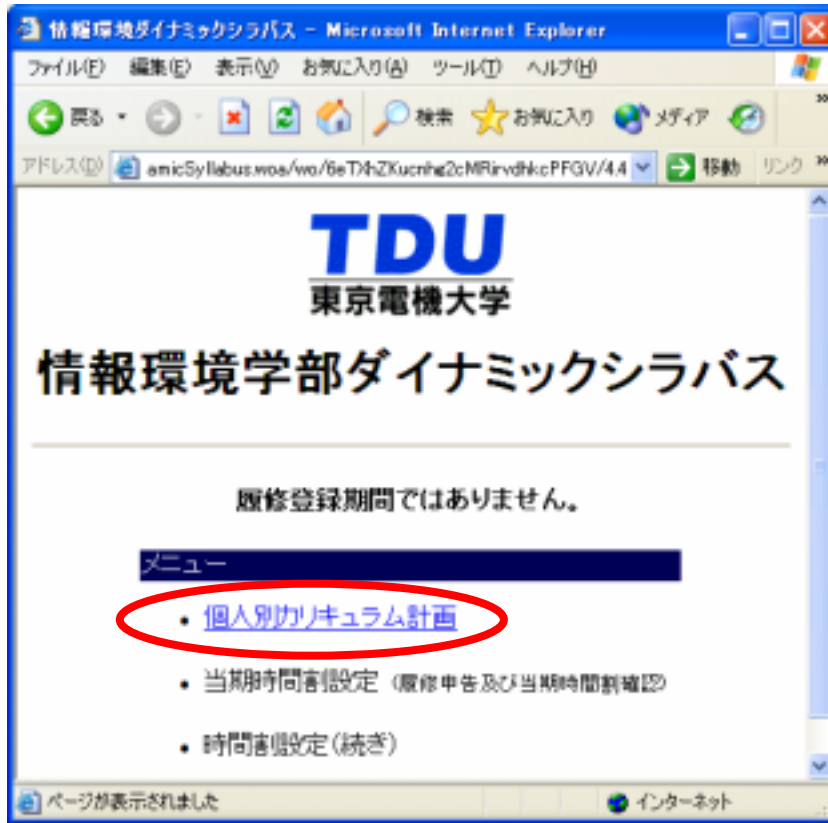 情報環境ダイナミックシラバス - Microsoft Internet Explorer
ファイル(F) 編集(E) 表示(V) お気に入り(A) ツール(T) ヘルプ(H)
戻る 検索 お気に入り メディア
アドレス(D) 移動 リンク
TDU
東京電機大学
情報環境学部ダイナミックシラバス
履修登録期間ではありません。
メニュー
• 個人別カリキュラム計画
• 当期時間割設定 (履修申告及び当期時間割確認)
• 時間割設定(続き)
ページが表示されました インターネット